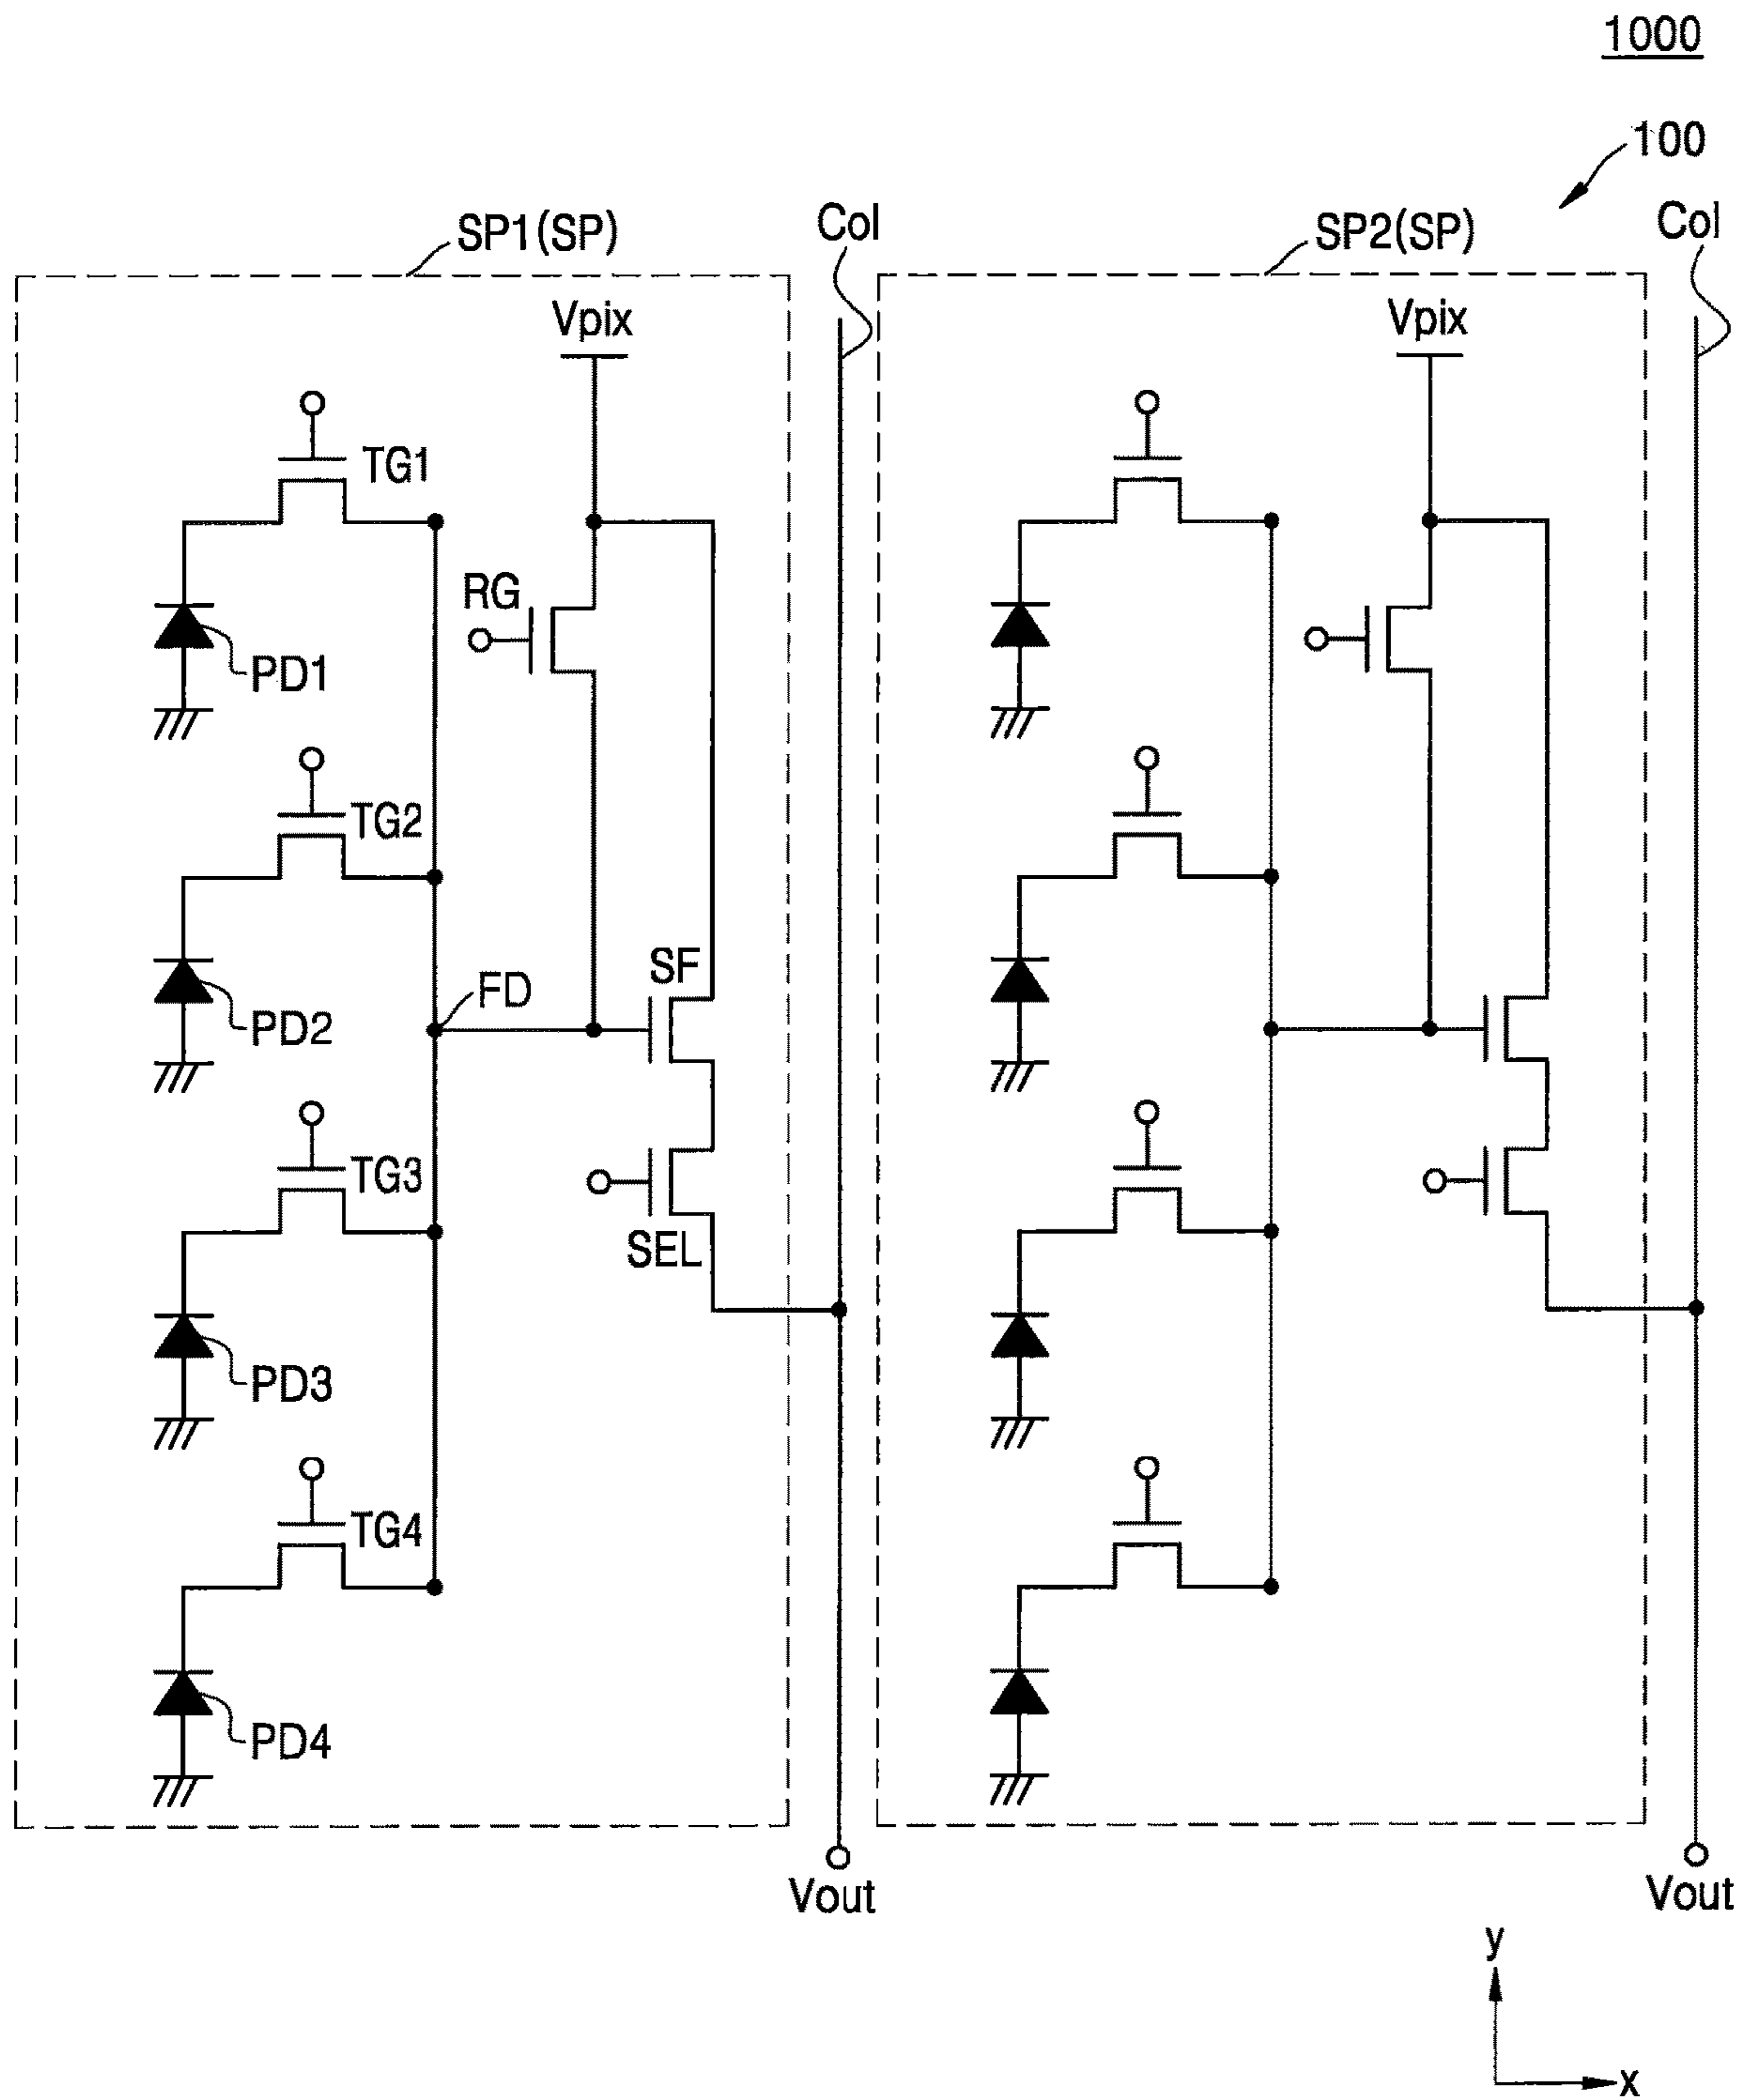 1000
100
SP1(SP)
Col
SP2(SP)
Col
Vpix
Vpix
TG1
RG
PD1
TG2
SF
FD
PD2
TG3
SEL
PD3
TG4
PD4
Vout
Vout
y
x